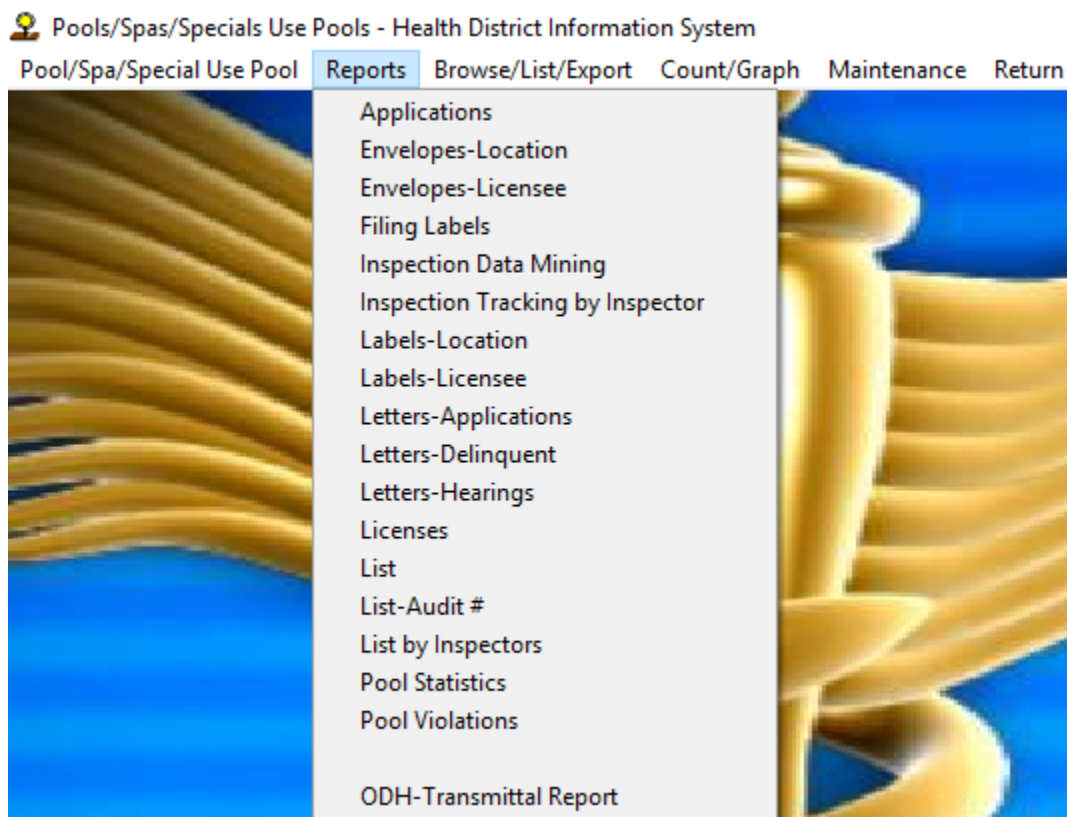 Pools/Spas/Specials Use Pools - Health District Information System
Pool/Spa/Special Use Pool Reports Browse/List/Export Count/Graph Maintenance Return
Applications
Envelopes-Location
Envelopes-Licensee
Filing Labels
Inspection Data Mining
Inspection Tracking by Inspector
Labels-Location
Labels-Licensee
Letters-Applications
Letters-Delinquent
Letters-Hearings
Licenses
List
List-Audit #
List by Inspectors
Pool Statistics
Pool Violations
ODH-Transmittal Report